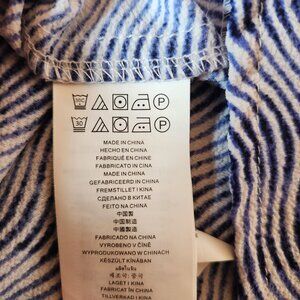 30
MADE IN CHINA
HECHO EN CHINA
FABRIQUÉ EN CHINE
FABBRICATO IN CINA
MADE IN CHINA
GEFABRICEERD IN CHINA
FREMSTILLET I KINA
СДЕЛАНО В КИТАЕ
FEITO NA CHINA
中国製
中国制造
中國製造
FABRICADO NA CHINA
VYROBENO V ČÍNĚ
WYPRODUKOWANO W CHINACH
KÉSZÜLT KÍNÁBAN
LAGET I KINA
FABRICAT ÎN CHINA
TILLVERKAD I KINA